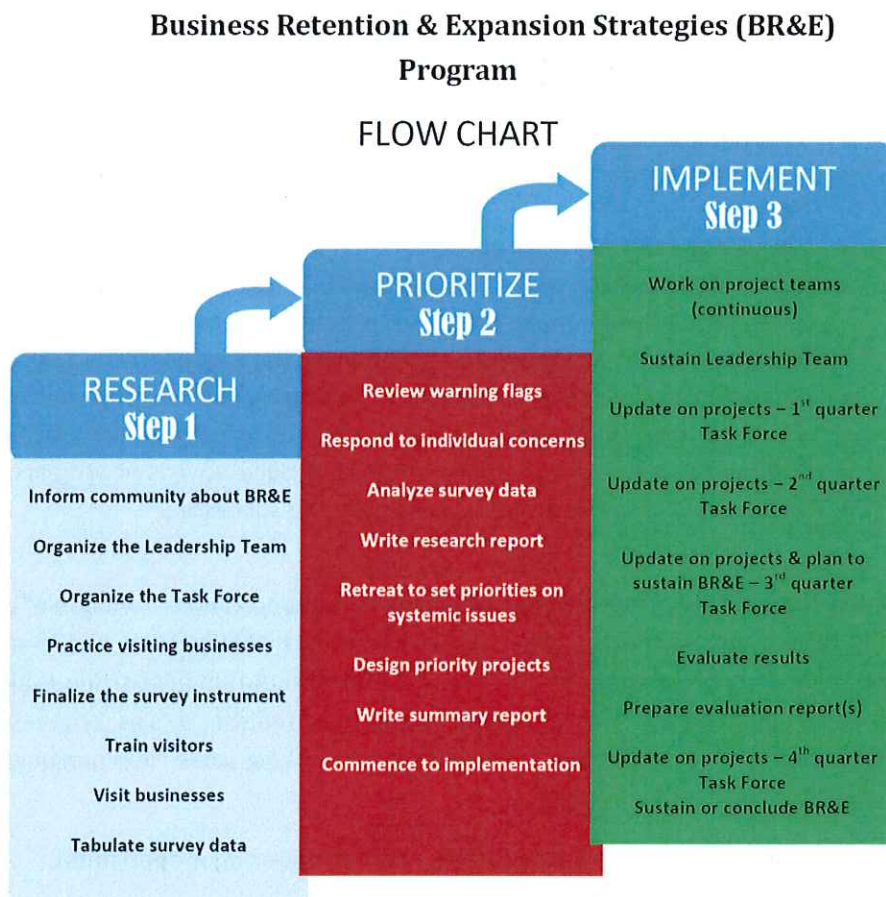 Business Retention & Expansion Strategies (BR&E)
Program
FLOW CHART
RESEARCH
Step 1
Inform community about BR&E
Organize the Leadership Team
Organize the Task Force
Practice visiting businesses
Finalize the survey instrument
Train visitors
Visit businesses
Tabulate survey data
PRIORITIZE
Step 2
Review warning flags
Respond to individual concerns
Analyze survey data
Write research report
Retreat to set priorities on
systemic issues
Design priority projects
Write summary report
Commence to implementation
IMPLEMENT
Step 3
Work on project teams
(continuous)
Sustain Leadership Team
Update on projects – 1st quarter
Task Force
Update on projects – 2nd quarter
Task Force
Update on projects & plan to
sustain BR&E – 3rd quarter
Task Force
Evaluate results
Prepare evaluation report(s)
Update on projects – 4th quarter
Task Force
Sustain or conclude BR&E